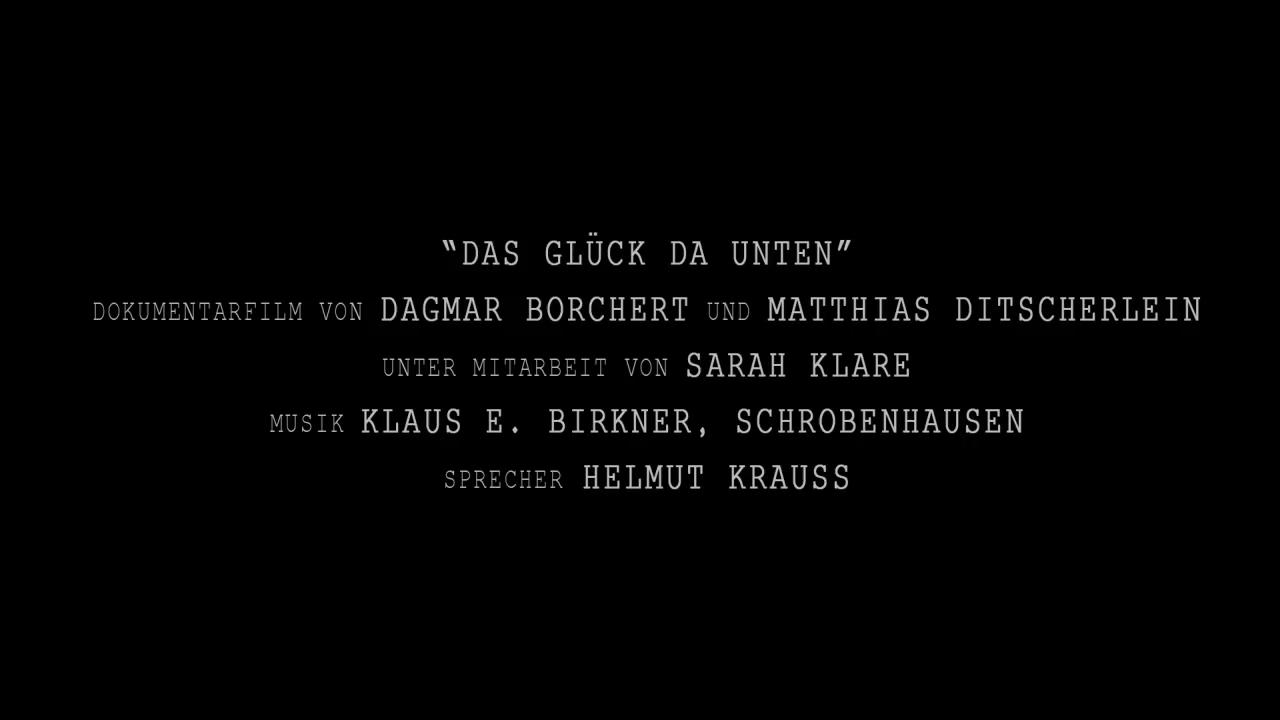 “DAS GLÜCK DA UNTEN”
DOKUMENTARFILM VON DAGMAR BORCHERT UND MATTHIAS DITSCHERLEIN
UNTER MITARBEIT VON SARAH KLARE
MUSIK KLAUS E. BIRKNER, SCHROBENHAUSEN
SPRECHER HELMUT KRAUSS